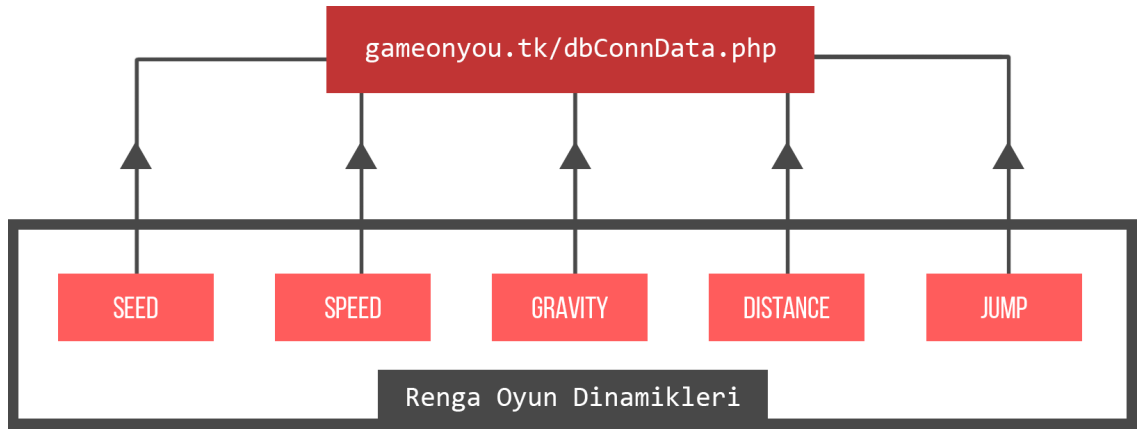 gameonyou.tk/dbConnData.php
SEED
SPEED
GRAVITY
DISTANCE
JUMP
Renga Oyun Dinamikleri